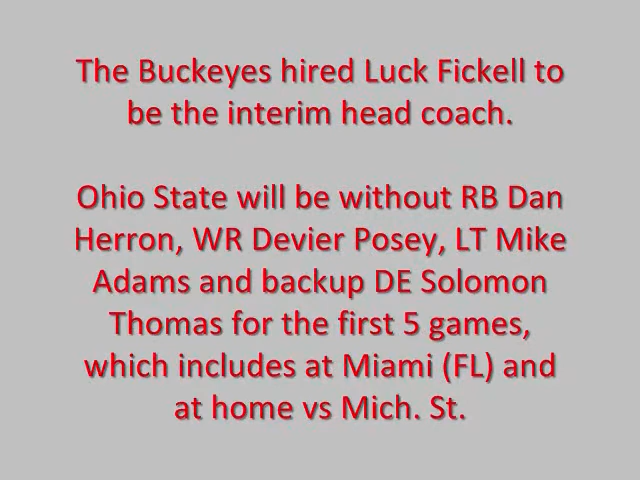 The Buckeyes hired Luck Fickell to
be the interim head coach.
Ohio State will be without RB Dan
Herron, WR Devier Posey, LT Mike
Adams and backup DE Solomon
Thomas for the first 5 games,
which includes at Miami (FL) and
at home vs Mich. St.